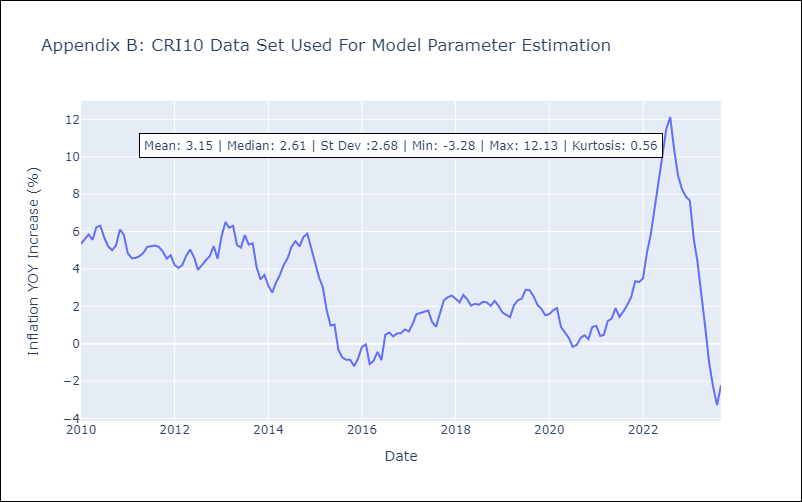 Appendix B: CRI10 Data Set Used For Model Parameter Estimation
Mean: 3.15 | Median: 2.61 | St Dev :2.68 | Min: -3.28 | Max: 12.13 | Kurtosis: 0.56
Inflation YOY Increase (%)
12
10
8
6
4
2
0
−2
−4
2010 2012 2014 2016 2018 2020 2022
Date